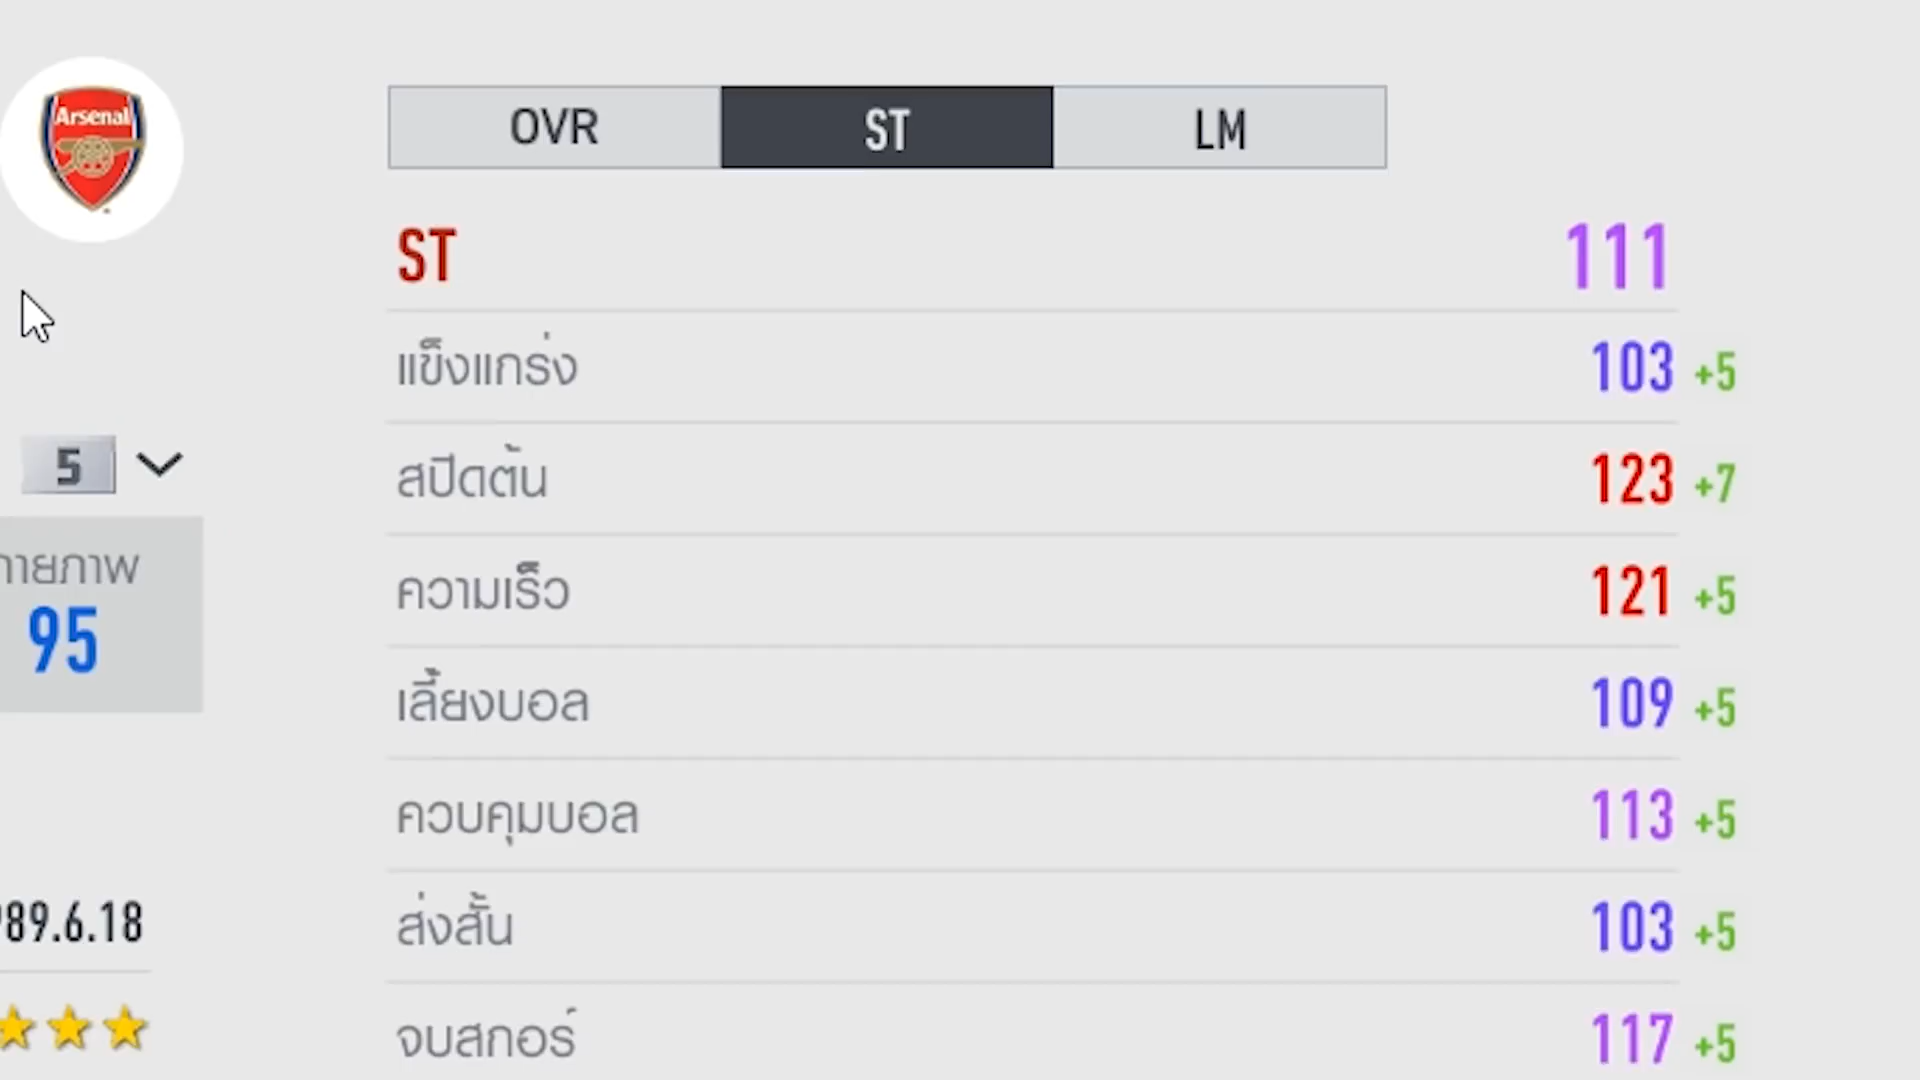 Arsenal
OVR ST LM
ST 111
แข็งแกร่ง 103 +5
สปีดต้น 123 +7
5
ความเร็ว 121 +5
95
เลี้ยงบอล 109 +5
ควบคุมบอล 113 +5
ส่งสั้น 103 +5
89.6.18
จบสกอร์ 117 +5